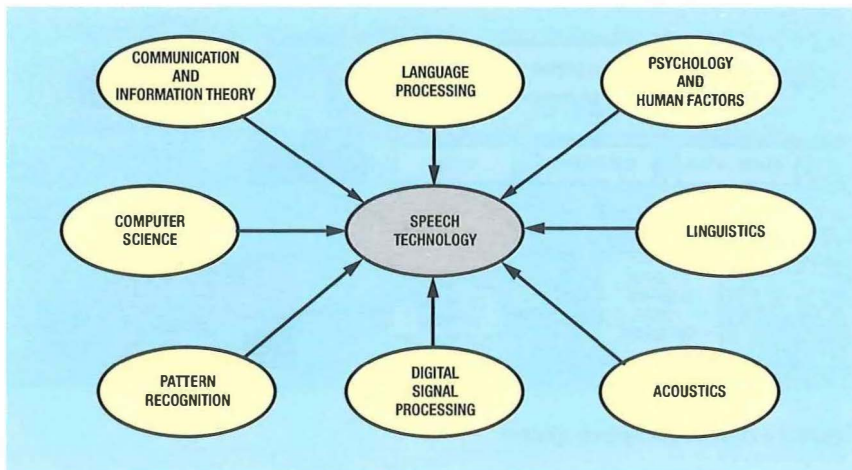 COMMUNICATION
AND
INFORMATION THEORY
LANGUAGE
PROCESSING
PSYCHOLOGY
AND
HUMAN FACTORS
COMPUTER
SCIENCE
SPEECH
TECHNOLOGY
LINGUISTICS
PATTERN
RECOGNITION
DIGITAL
SIGNAL
PROCESSING
ACOUSTICS